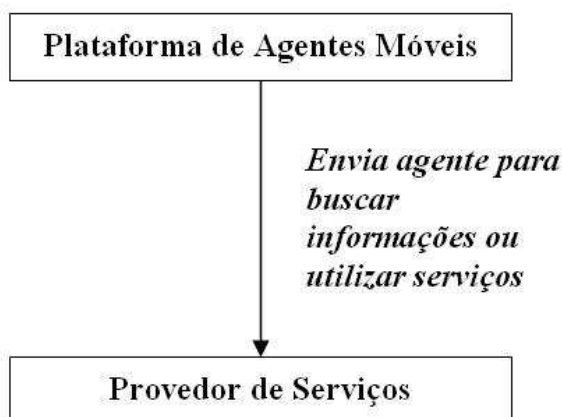 Plataforma de Agentes Móveis
Envia agente para
buscar
informações ou
utilizar serviços
Provedor de Serviços